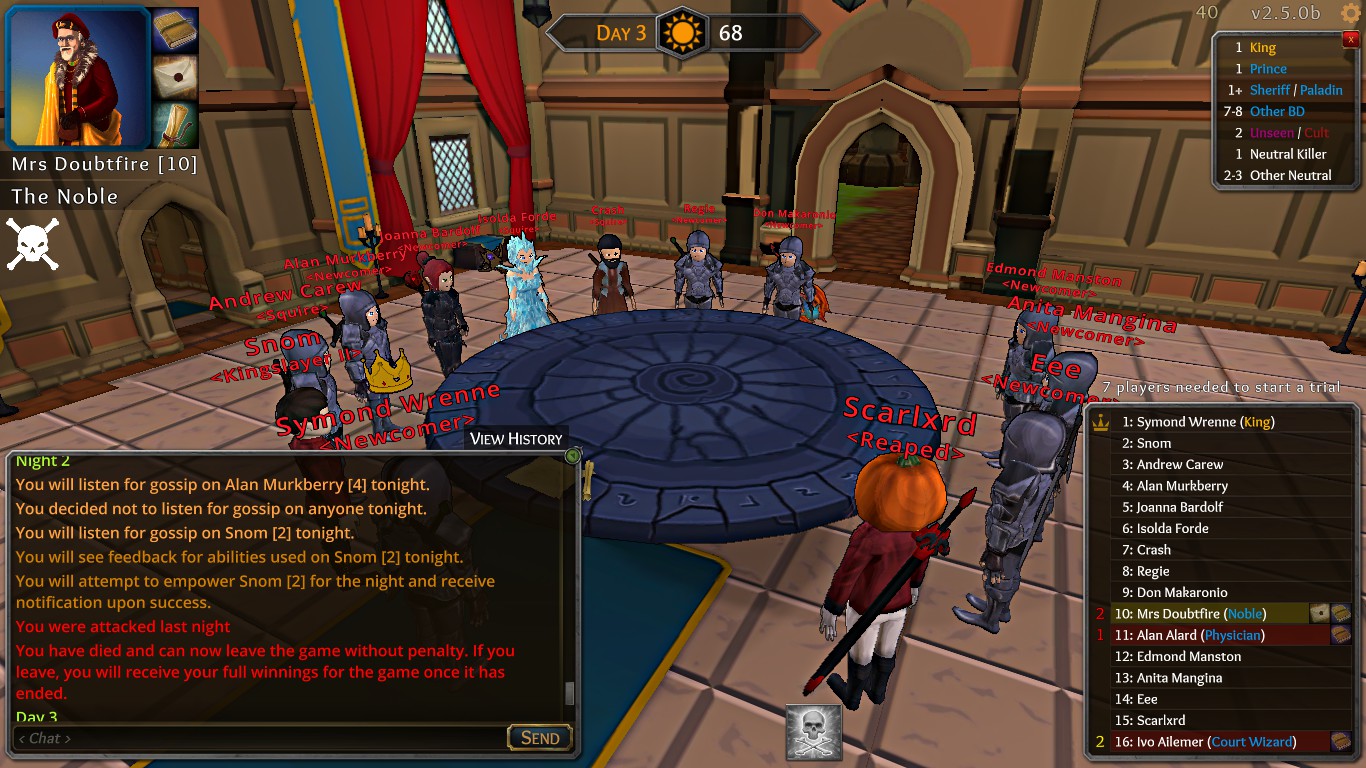 DAY 3
68
40
v2.5.0b
1 King
1 Prince
1+ Sheriff / Paladin
7-8 Other BD
2 Unseen / Cult
1 Neutral Killer
2-3 Other Neutral
Mrs Doubtfire [10]
The Noble
Isolda Forde
<Squire>
Crash
Regis
<Newcomer>
Don Makaronio
<Newcomer>
Joanna Bardolf
<Newcomer>
Alan Murkberry
<Newcomer>
Andrew Carew
<Squire>
Snom
<Kingslayer II>
Symond Wrenne
<Newcomer>
Edmond Manston
<Newcomer>
Anita Mangina
<Newcomer>
Eee
<Newcomer>
Scarlxrd
<Reaped>
VIEW HISTORY
Night 2
You will listen for gossip on Alan Murkberry [4] tonight.
You decided not to listen for gossip on anyone tonight.
You will listen for gossip on Snom [2] tonight.
You will see feedback for abilities used on Snom [2] tonight.
You will attempt to empower Snom [2] for the night and receive
notification upon success.
You were attacked last night
You have died and can now leave the game without penalty. If you
leave, you will receive your full winnings for the game once it has
ended.
Day 3
< Chat >
SEND
7 players needed to start a trial
1: Symond Wrenne (King)
2: Snom
3: Andrew Carew
4: Alan Murkberry
5: Joanna Bardolf
6: Isolda Forde
7: Crash
8: Regie
9: Don Makaronio
2 10: Mrs Doubtfire (Noble)
1 11: Alan Alard (Physician)
12: Edmond Manston
13: Anita Mangina
14: Eee
15: Scarlxrd
2 16: Ivo Ailemer (Court Wizard)